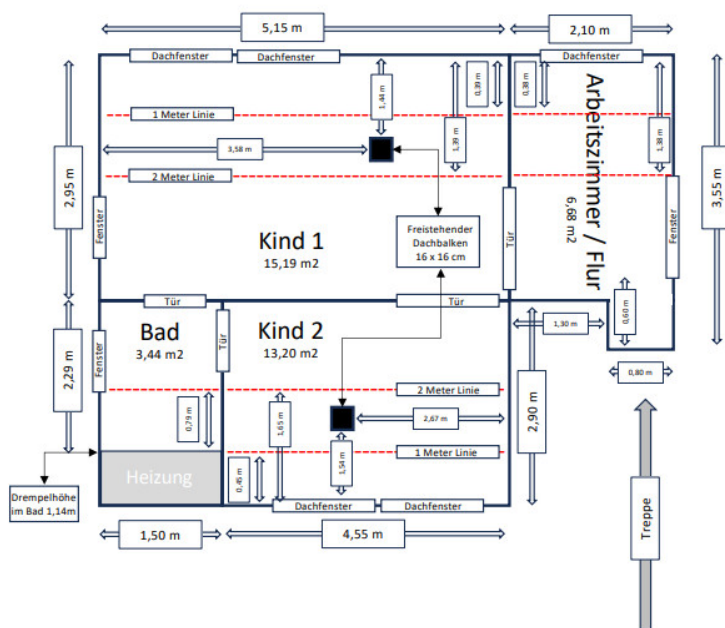 5,15 m
2,10 m
Dachfenster
Dachfenster
Dachfenster
1,44 m
1,39 m
0,39 m
0,38 m
1,38 m
1 Meter Linie
3,58 m
2 Meter Linie
2,95 m
3,55 m
Arbeitszimmer / Flur
6,68 m2
Fenster
Fenster
Freistehender
Dachbalken
16 x 16 cm
Kind 1
15,19 m2
Tür
Tür
Tür
Bad
3,44 m2
Kind 2
13,20 m2
Tür
0,60 m
1,30 m
0,80 m
Fenster
2,29 m
2 Meter Linie
0,79 m
1,65 m
2,67 m
2,90 m
1 Meter Linie
1,54 m
0,45 m
Heizung
Drempelhöhe
im Bad 1,14m
Dachfenster
Dachfenster
1,50 m
4,55 m
Treppe